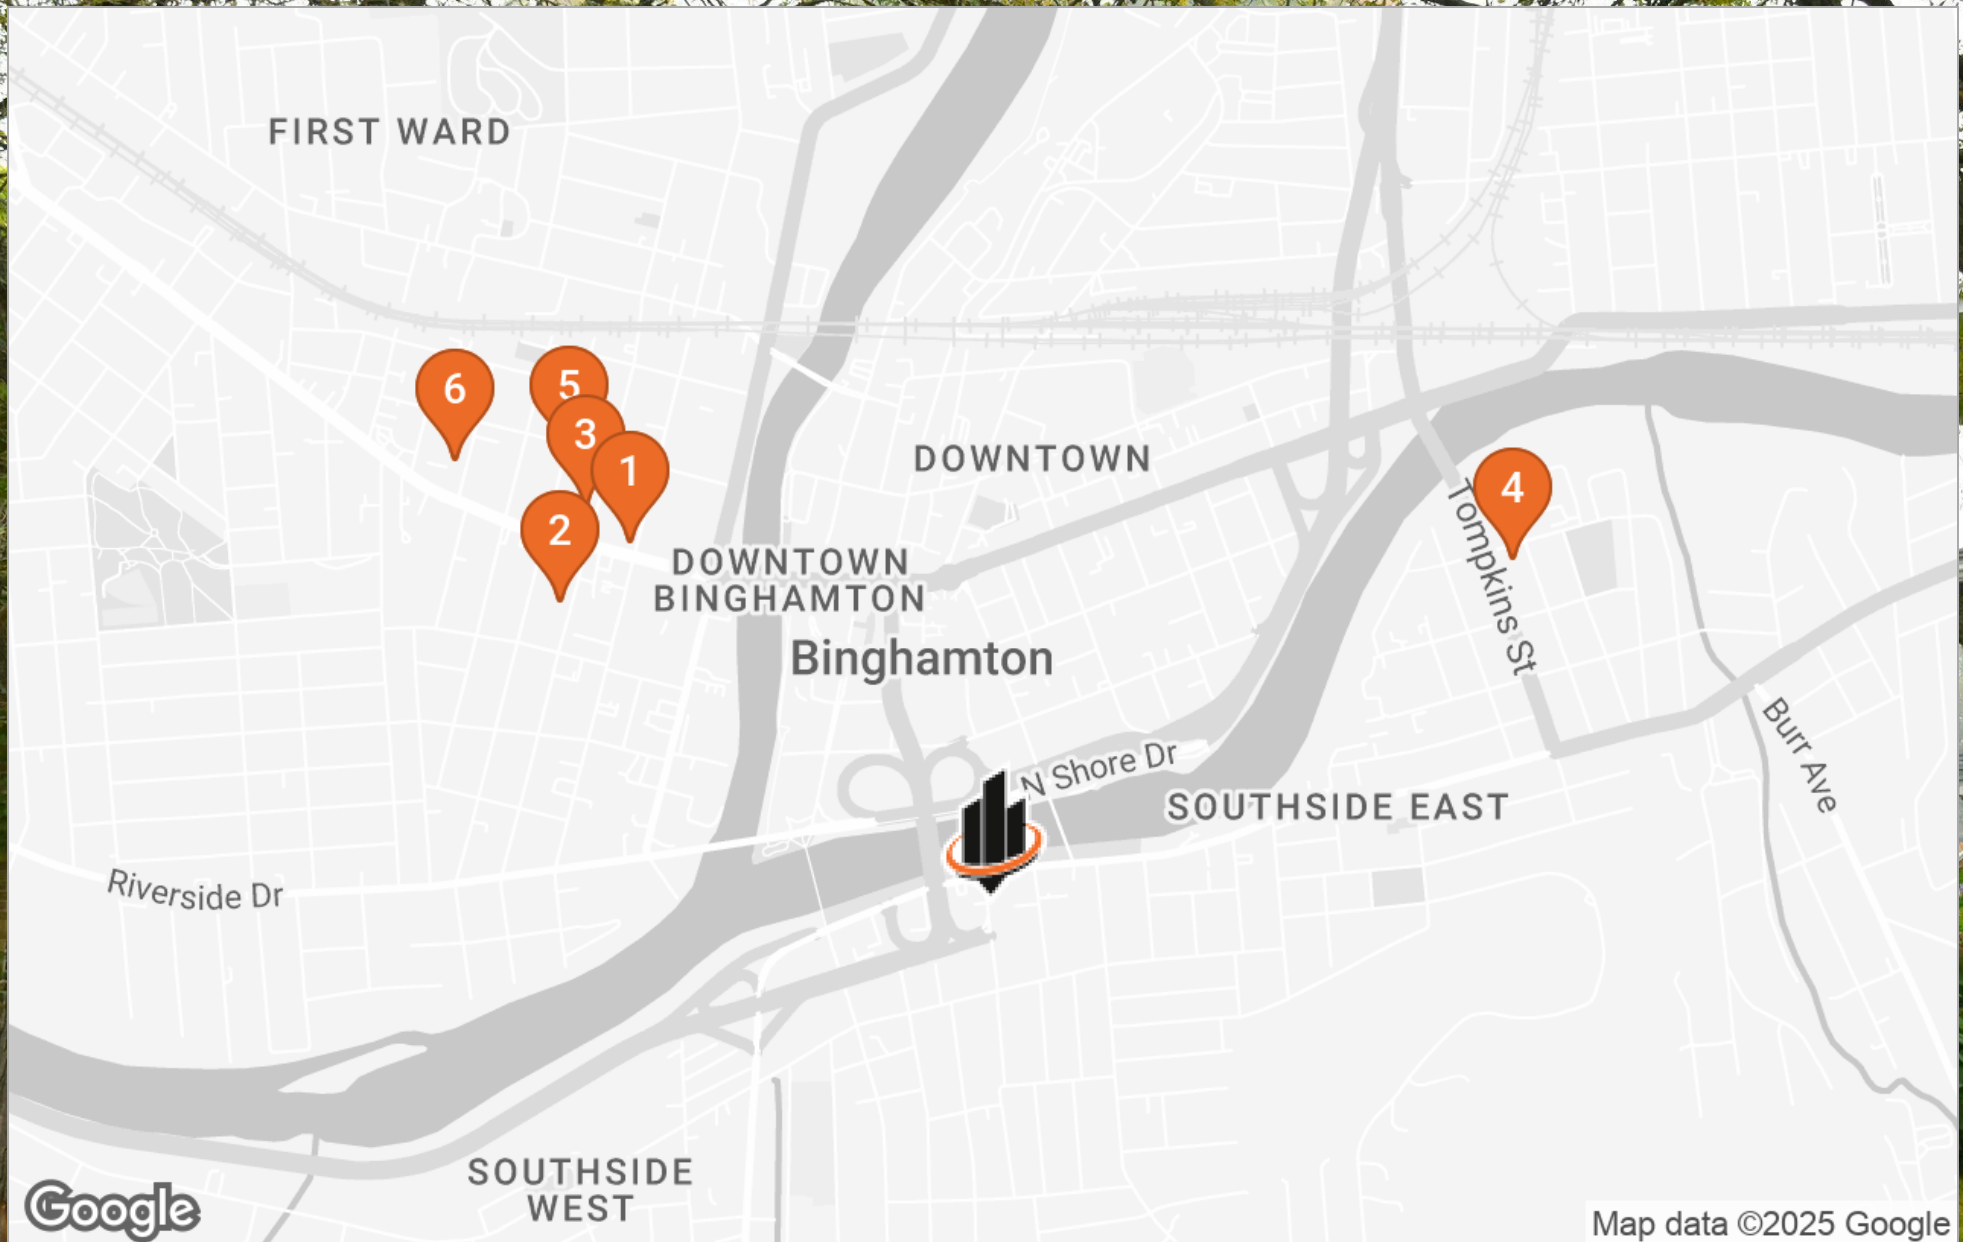 FIRST WARD
6
5
3
1
2
DOWNTOWN
4
Tompkins St
DOWNTOWN
BINGHAMTON
Binghamton
N Shore Dr
Burr Ave
SOUTHSIDE EAST
Riverside Dr
SOUTHSIDE
WEST
Google
Map data ©2025 Google